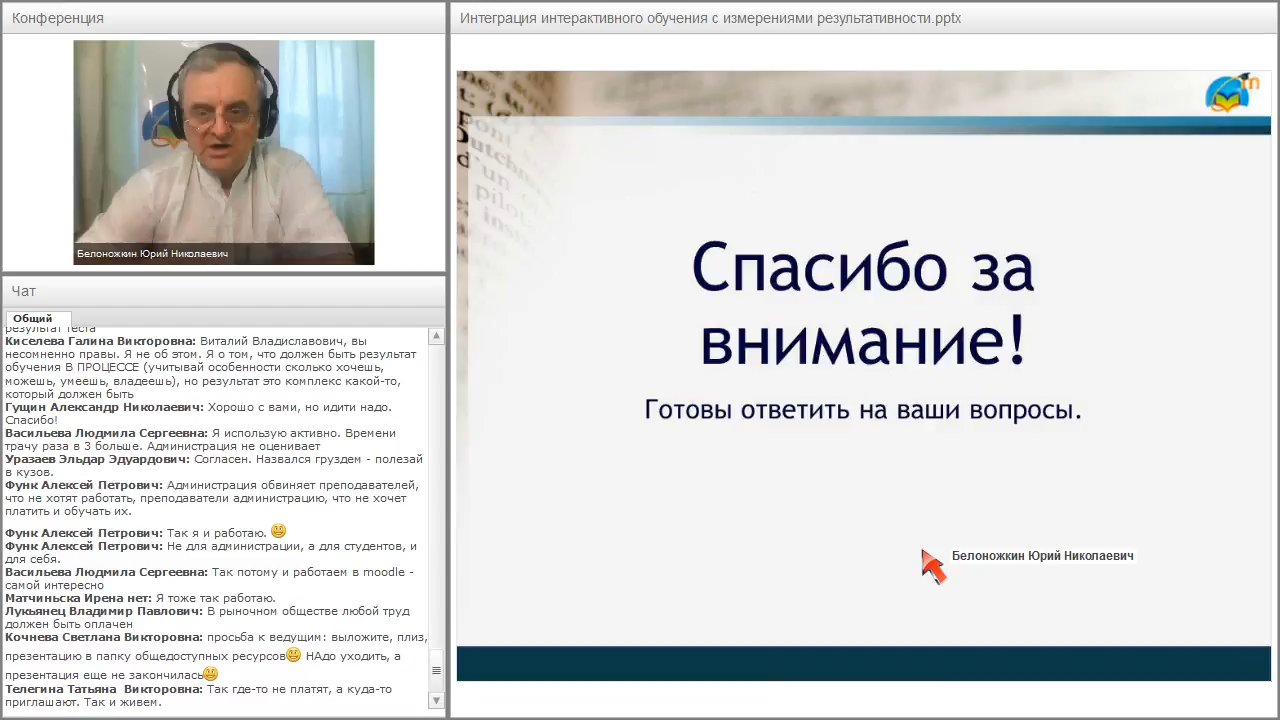 Конференция
Белоножкин Юрий Николаевич
Чат
Общий
результат теста
Киселева Галина Викторовна: Виталий Владиславович, вы
несомненно правы. Я не об этом. Я о том, что должен быть результат
обучения В ПРОЦЕССЕ (учитывай особенности,сколько хочешь,
можешь, умеешь, владеешь), но результат это комплекс какой-то,
который должен быть
Гущин Александр Николаевич: Хорошо с вами, но идити надо.
Спасибо!
Васильева Людмила Сергеевна: Я использую активно. Времени
трачу раза в 3 больше. Администрация не оценивает
Уразаев Эльдар Эдуардович: Согласен. Назвался груздем - полезай
в кузов.
Функ Алексей Петрович: Администрация обвиняет преподавателей,
что не хотят работать, преподаватели администрацию, что не хочет
платить и обучать их.
Функ Алексей Петрович: Так я и работаю.
Функ Алексей Петрович: Не для администрации, а для студентов, и
для себя.
Васильева Людмила Сергеевна: Так потому и работаем в moodle -
самой интересно
Матчиньска Ирена нет: Я тоже так работаю.
Лукьянец Владимир Павлович: В рыночном обществе любой труд
должен быть оплачен
Кочнева Светлана Викторовна: просьба к ведущим: выложите, плиз,
презентацию в папку общедоступных ресурсов НАдо уходить, а
презентация еще не закончилась
Телегина Татьяна Викторовна: Так где-то не платят, а куда-то
приглашают. Так и живем.
Интеграция интерактивного обучения с измерениями результативности.pptx
Спасибо за
внимание!
Готовы ответить на ваши вопросы.
Белоножкин Юрий Николаевич